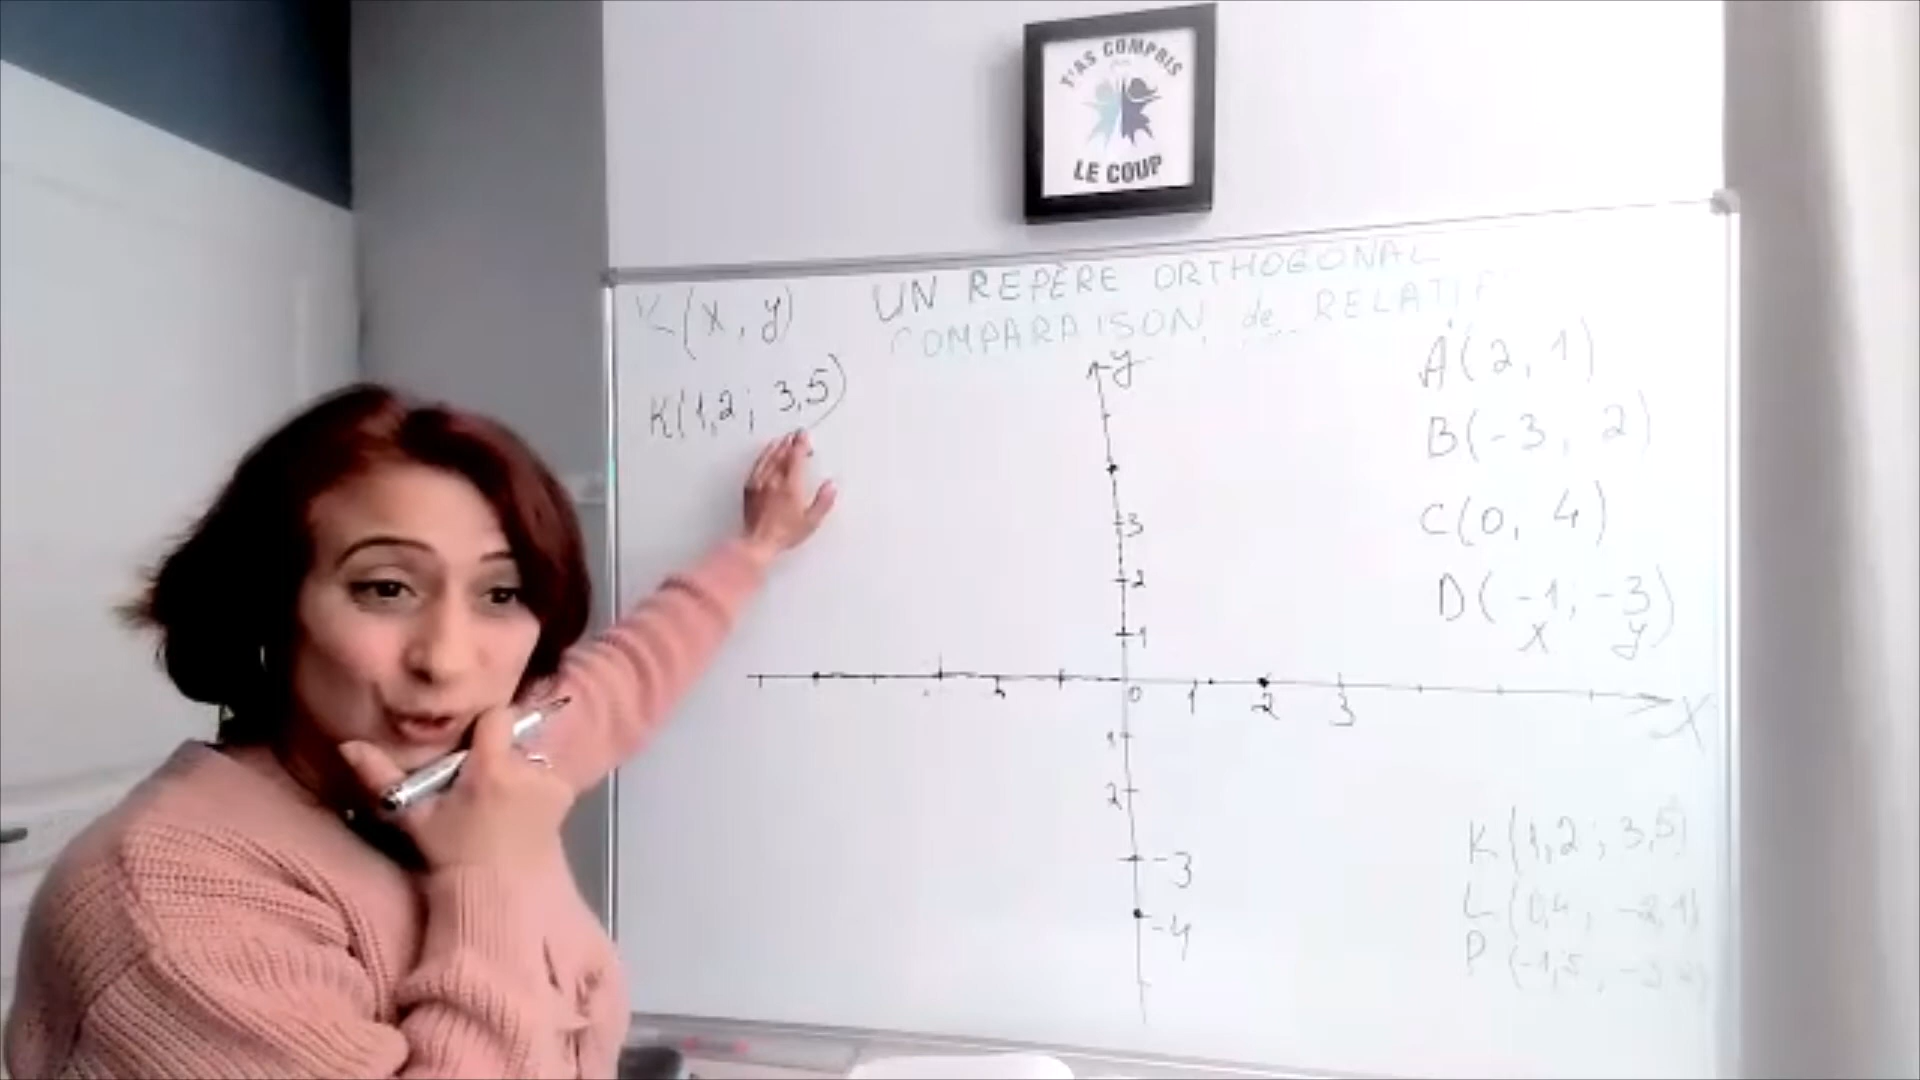 T'AS COMPRIS
LE COUP
UN REPÈRE ORTHOGONAL
COMPARAISON de RELATIF
K(x, y)
K(1,2; 3,5)
A(2, 1)
B(-3, 2)
C(0, 4)
D(-1; -3)
x y
y
3
2
1
0 1 2 3
x
1
2
-3
-4
K(1,2; 3,5)
L(0,4; -2,1)
P(-1,5